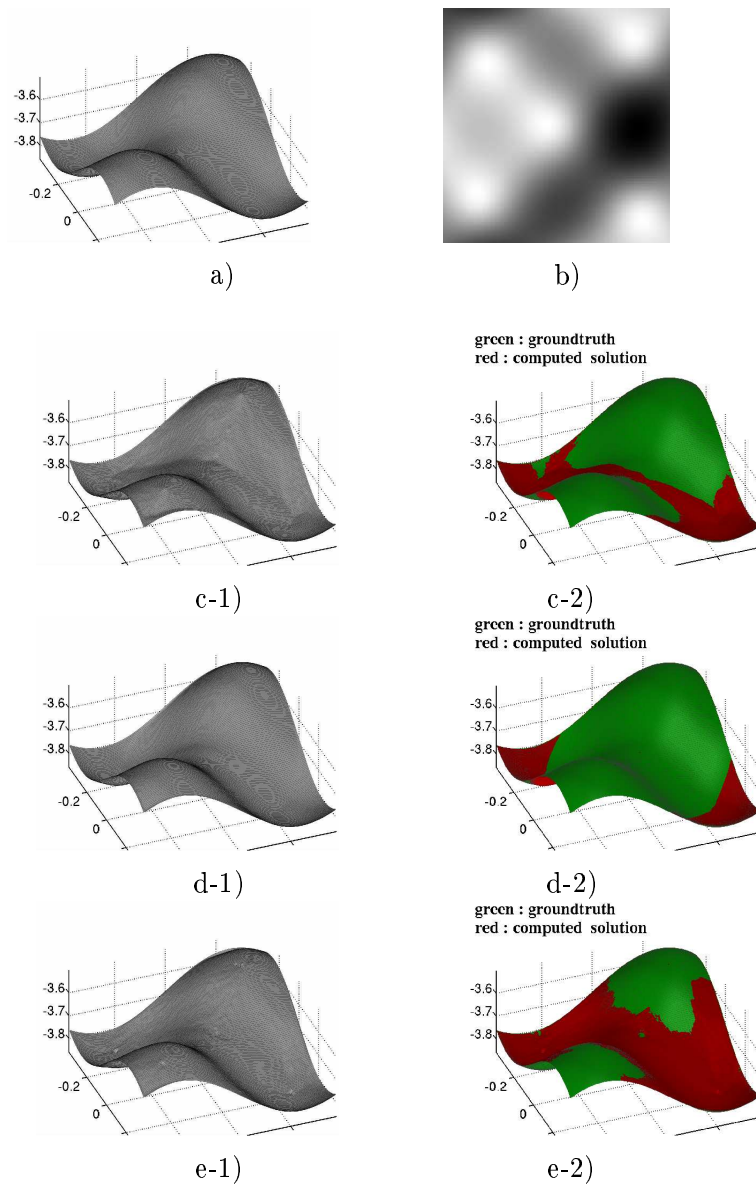 -3.6
-3.7
-3.8
-0.2
0
a)
b)
-3.6
-3.7
-3.8
-0.2
0
c-1)
green : groundtruth
red : computed solution
-3.6
-3.7
-3.8
-0.2
0
c-2)
-3.6
-3.7
-3.8
-0.2
0
d-1)
green : groundtruth
red : computed solution
-3.6
-3.7
-3.8
-0.2
0
d-2)
-3.6
-3.7
-3.8
-0.2
0
e-1)
green : groundtruth
red : computed solution
-3.6
-3.7
-3.8
-0.2
0
e-2)